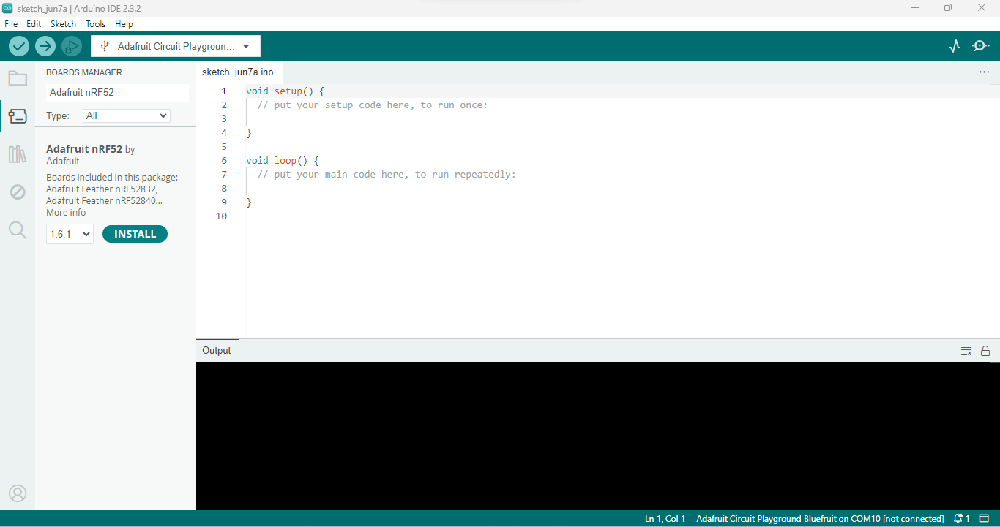 sketch_jun7a | Arduino IDE 2.3.2
File Edit Sketch Tools Help
Adafruit Circuit Playgroun...
BOARDS MANAGER
Adafruit nRF52
Type: All
Adafruit nRF52 by
Adafruit
Boards included in this package:
Adafruit Feather nRF52832,
Adafruit Feather nRF52840...
More info
1.6.1 INSTALL
sketch_jun7a.ino
1 void setup() {
2 // put your setup code here, to run once:
3
4 }
5
6 void loop() {
7 // put your main code here, to run repeatedly:
8
9 }
10
Output
Ln 1, Col 1 Adafruit Circuit Playground Bluefruit on COM10 [not connected] 1